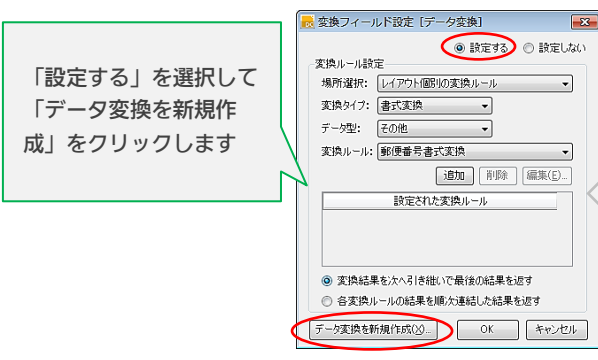 変換フィールド設定 [データ変換]
「設定する」を選択して
「データ変換を新規作
成」をクリックします
設定する 設定しない
変換ルール設定
場所選択: レイアウト個別の変換ルール
変換タイプ: 書式変換
データ型: その他
変換ルール: 郵便番号書式変換
追加 削除 編集(E)...
設定された変換ルール
変換結果を次へ引き継いで最後の結果を返す
各変換ルールの結果を順次連結した結果を返す
データ変換を新規作成(X)... OK キャンセル